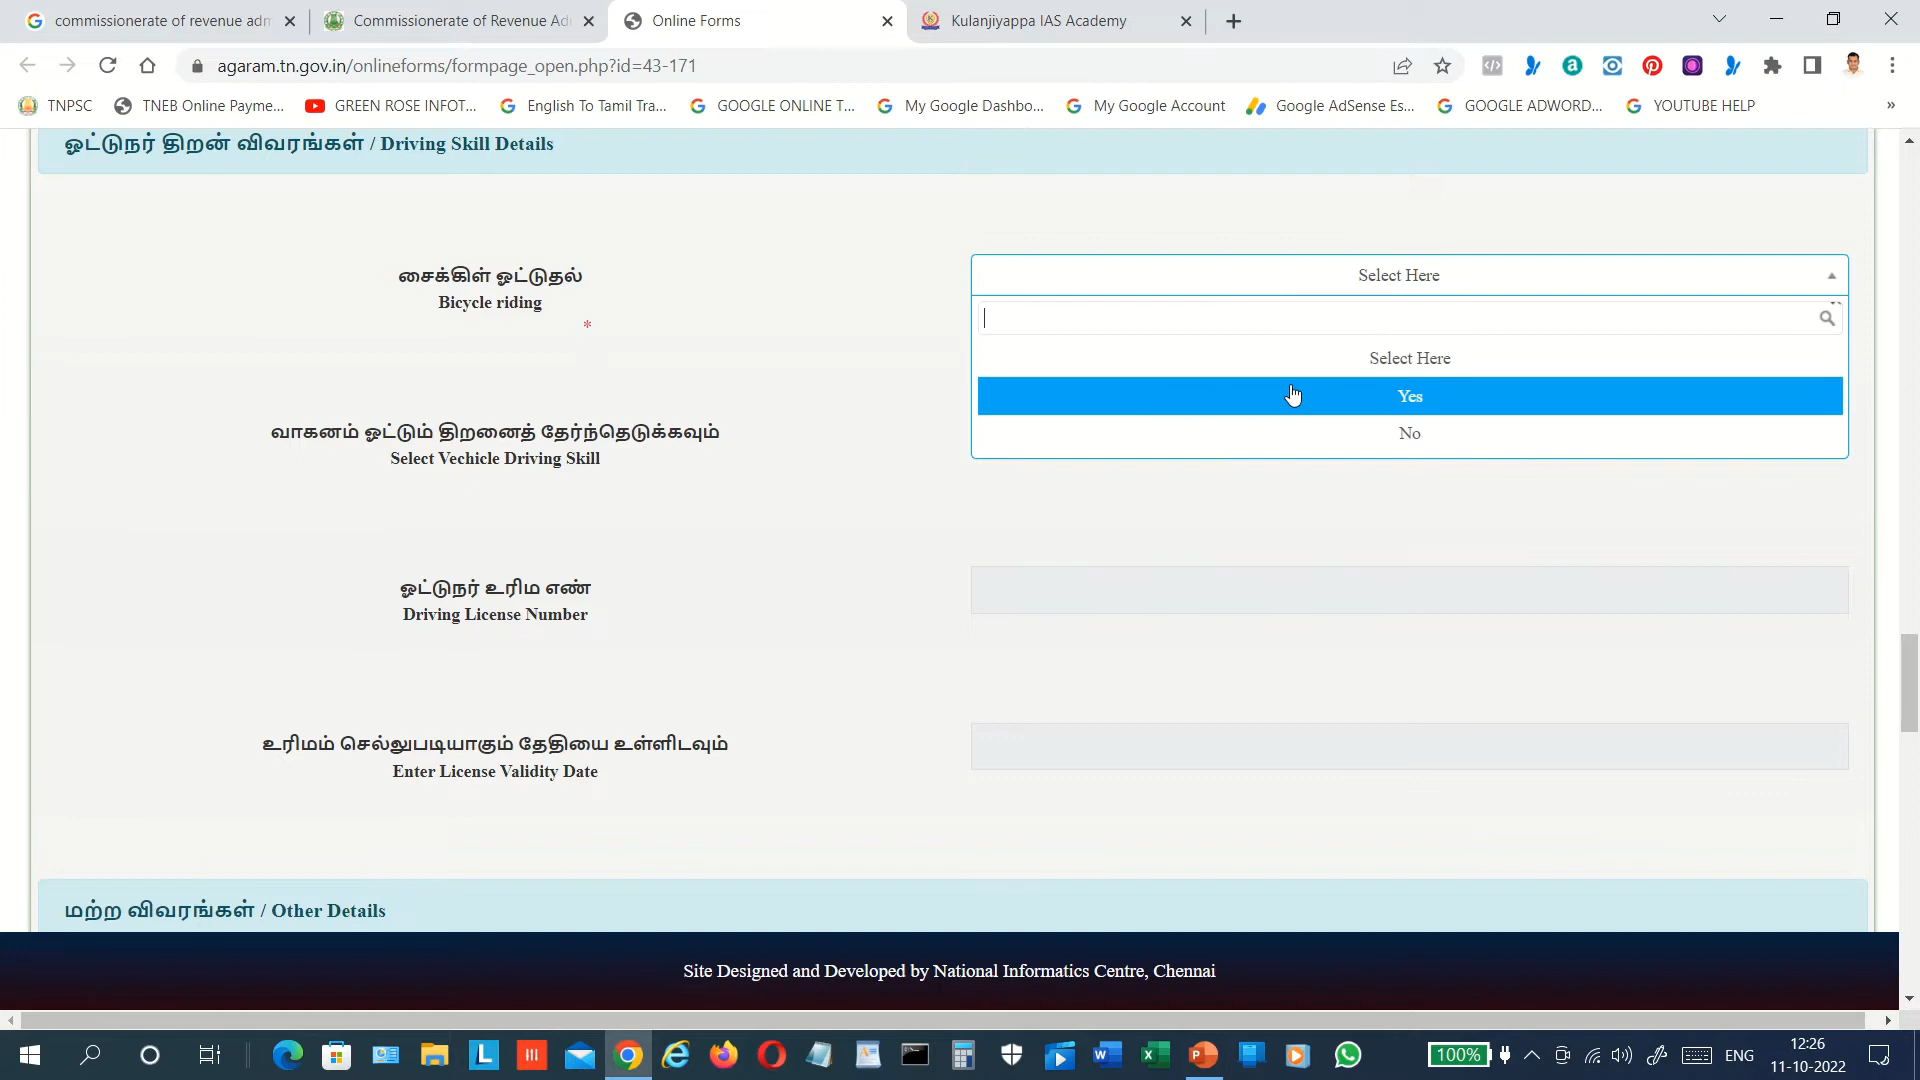 commissionerate of revenue adm
Commissionerate of Revenue Ad
Online Forms
Kulanjiyappa IAS Academy
agaram.tn.gov.in/onlineforms/formpage_open.php?id=43-171
TNPSC
TNEB Online Payme...
GREEN ROSE INFOT...
English To Tamil Tra...
GOOGLE ONLINE T...
My Google Dashbo...
My Google Account
Google AdSense Es...
GOOGLE ADWORD...
YOUTUBE HELP
»
ஓட்டுநர் திறன் விவரங்கள் / Driving Skill Details
சைக்கிள் ஓட்டுதல்
Bicycle riding
*
Select Here
Select Here
Yes
No
வாகனம் ஓட்டும் திறனைத் தேர்ந்தெடுக்கவும்
Select Vechicle Driving Skill
ஓட்டுநர் உரிம எண்
Driving License Number
உரிமம் செல்லுபடியாகும் தேதியை உள்ளிடவும்
Enter License Validity Date
மற்ற விவரங்கள் / Other Details
Site Designed and Developed by National Informatics Centre, Chennai
100%
ENG
12:26
11-10-2022